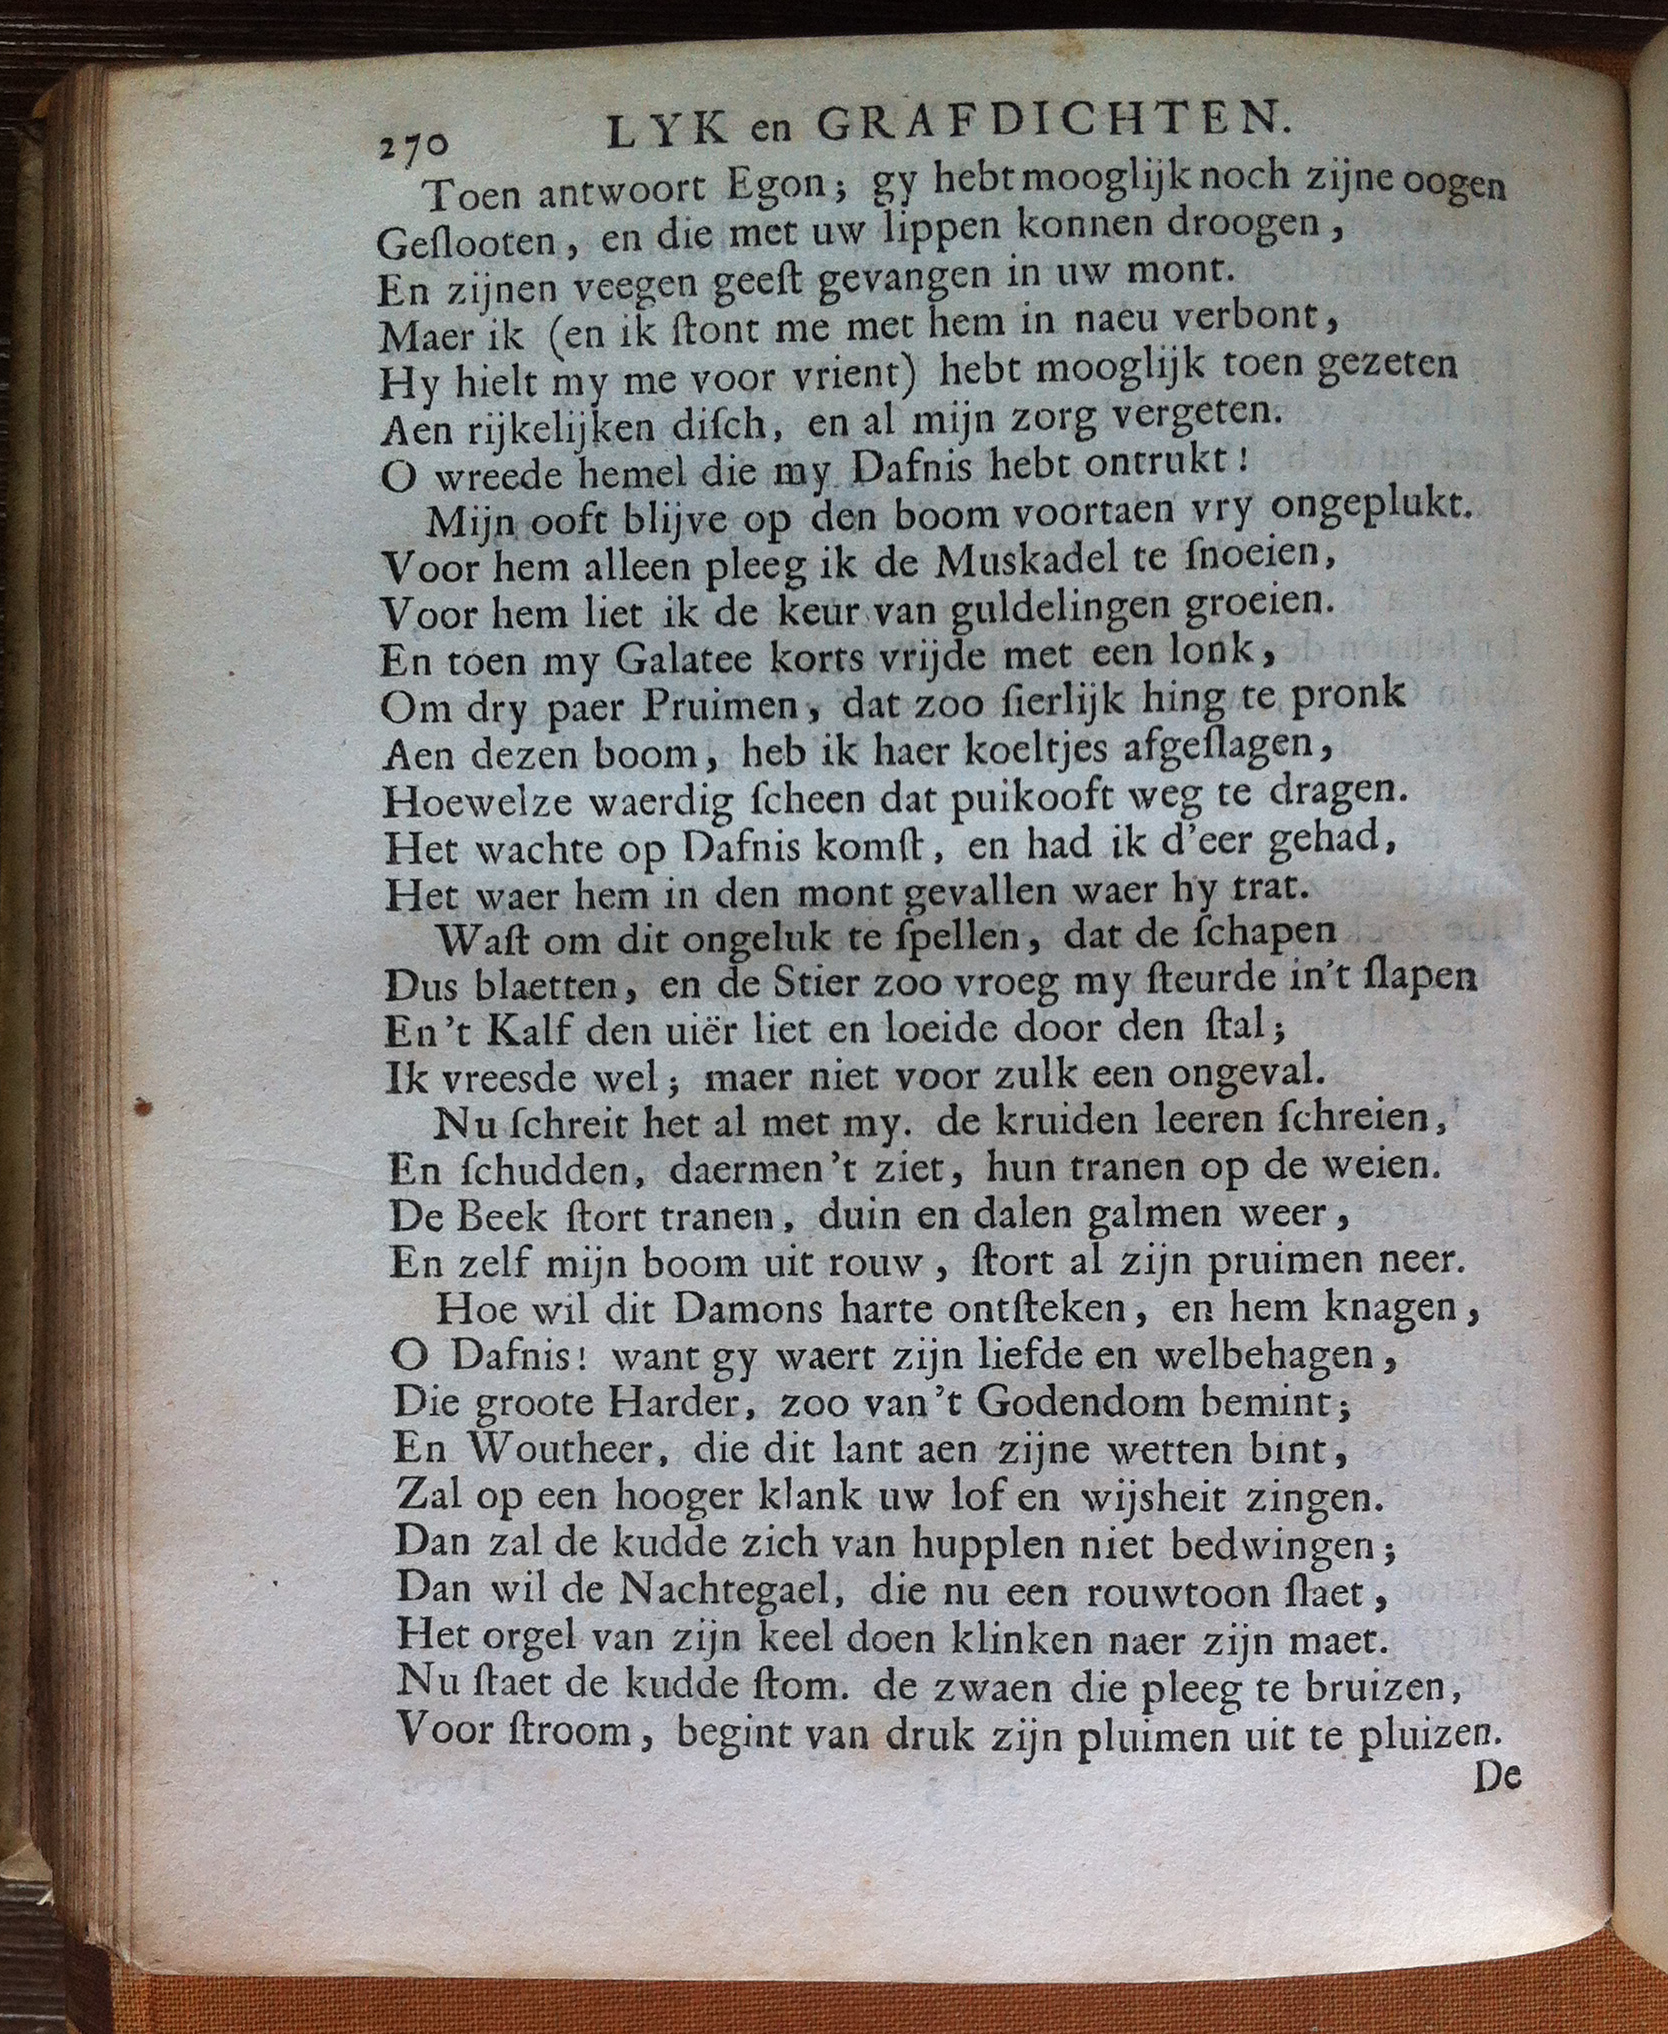 270 LYK en GRAFDICHTEN.
Toen antwoort Egon; gy hebt mooglijk noch zijne oogen
Geſlooten, en die met uw lippen konnen droogen,
En zijnen veegen geeſt gevangen in uw mont.
Maer ik (en ik ſtont me met hem in naeu verbont,
Hy hielt my me voor vrient) hebt mooglijk toen gezeten
Aen rijkelijken diſch, en al mijn zorg vergeten.
O wreede hemel die my Dafnis hebt ontrukt!
Mijn ooft blijve op den boom voortaen vry ongeplukt.
Voor hem alleen pleeg ik de Muskadel te ſnoeien,
Voor hem liet ik de keur van guldelingen groeien.
En toen my Galatee korts vrijde met een lonk,
Om dry paer Pruimen, dat zoo ſierlijk hing te pronk
Aen dezen boom, heb ik haer koeltjes afgeſlagen,
Hoewelze waerdig ſcheen dat puikooft weg te dragen.
Het wachte op Dafnis komſt, en had ik d'eer gehad,
Het waer hem in den mont gevallen waer hy trat.
Waſt om dit ongeluk te ſpellen, dat de ſchapen
Dus blaetten, en de Stier zoo vroeg my ſteurde in't ſlapen
En 't Kalf den uiër liet en loeide door den ſtal;
Ik vreesde wel; maer niet voor zulk een ongeval.
Nu ſchreit het al met my. de kruiden leeren ſchreien,
En ſchudden, daermen 't ziet, hun tranen op de weien.
De Beek ſtort tranen, duin en dalen galmen weer,
En zelf mijn boom uit rouw, ſtort al zijn pruimen neer.
Hoe wil dit Damons harte ontſteken, en hem knagen,
O Dafnis! want gy waert zijn liefde en welbehagen,
Die groote Harder, zoo van 't Godendom bemint;
En Woutheer, die dit lant aen zijne wetten bint,
Zal op een hooger klank uw lof en wijsheit zingen.
Dan zal de kudde zich van hupplen niet bedwingen;
Dan wil de Nachtegael, die nu een rouwtoon ſlaet,
Het orgel van zijn keel doen klinken naer zijn maet.
Nu ſtaet de kudde ſtom. de zwaen die pleeg te bruizen,
Voor ſtroom, begint van druk zijn pluimen uit te pluizen.
De